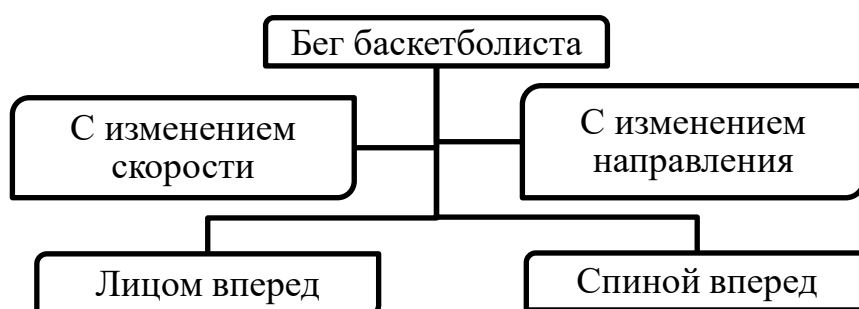 Бег баскетболиста
С изменением
скорости
С изменением
направления
Лицом вперед
Спиной вперед